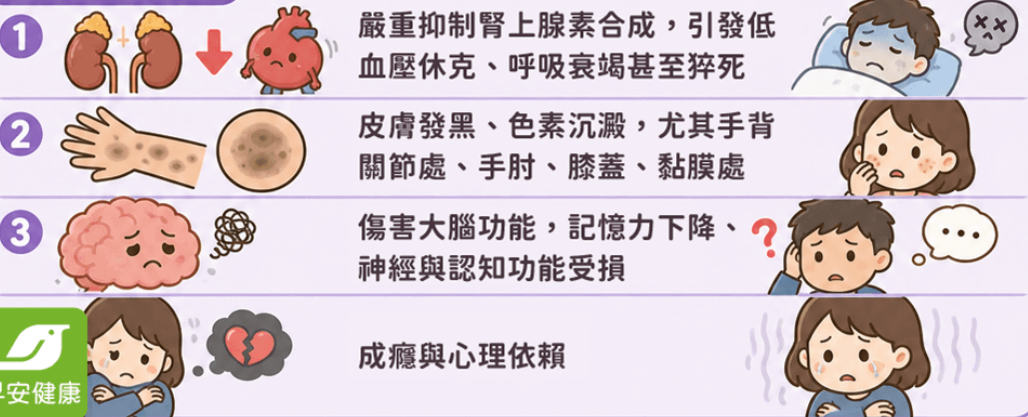 1
嚴重抑制腎上腺素合成，引發低
血壓休克、呼吸衰竭甚至猝死
2
皮膚發黑、色素沉澱，尤其手背
關節處、手肘、膝蓋、黏膜處
3
傷害大腦功能，記憶力下降、
神經與認知功能受損
?
...
成癮與心理依賴
早安健康